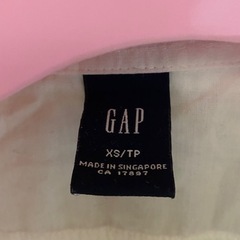 GAP
XS/TP
MADE IN SINGAPORE
CA 17897